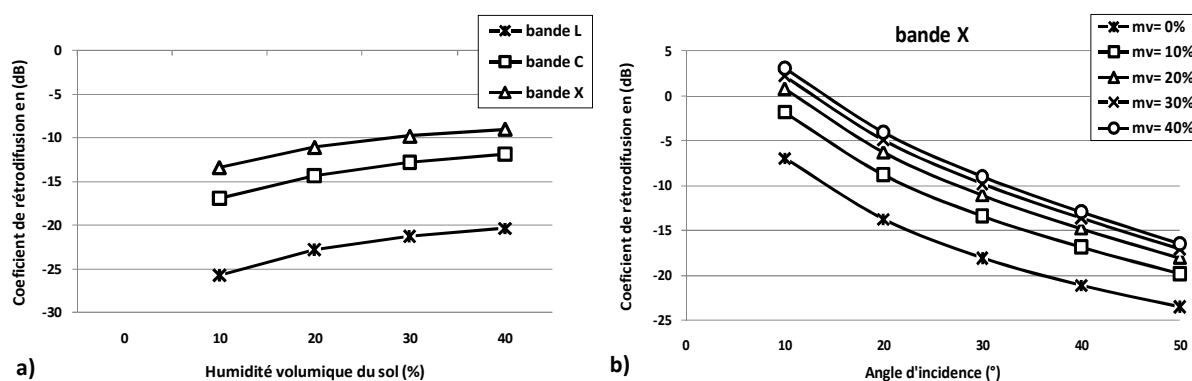 bande L
bande C
bande X
Coeficient de rétrodifusion en (dB)
0
-5
-10
-15
-20
-25
-30
0 10 20 30 40
Humidité volumique du sol (%)
a)
bande X
mv= 0%
mv= 10%
mv= 20%
mv= 30%
mv= 40%
Coeficient de rétrodifusion en (dB)
5
0
-5
-10
-15
-20
-25
0 10 20 30 40 50
Angle d'incidence (°)
b)